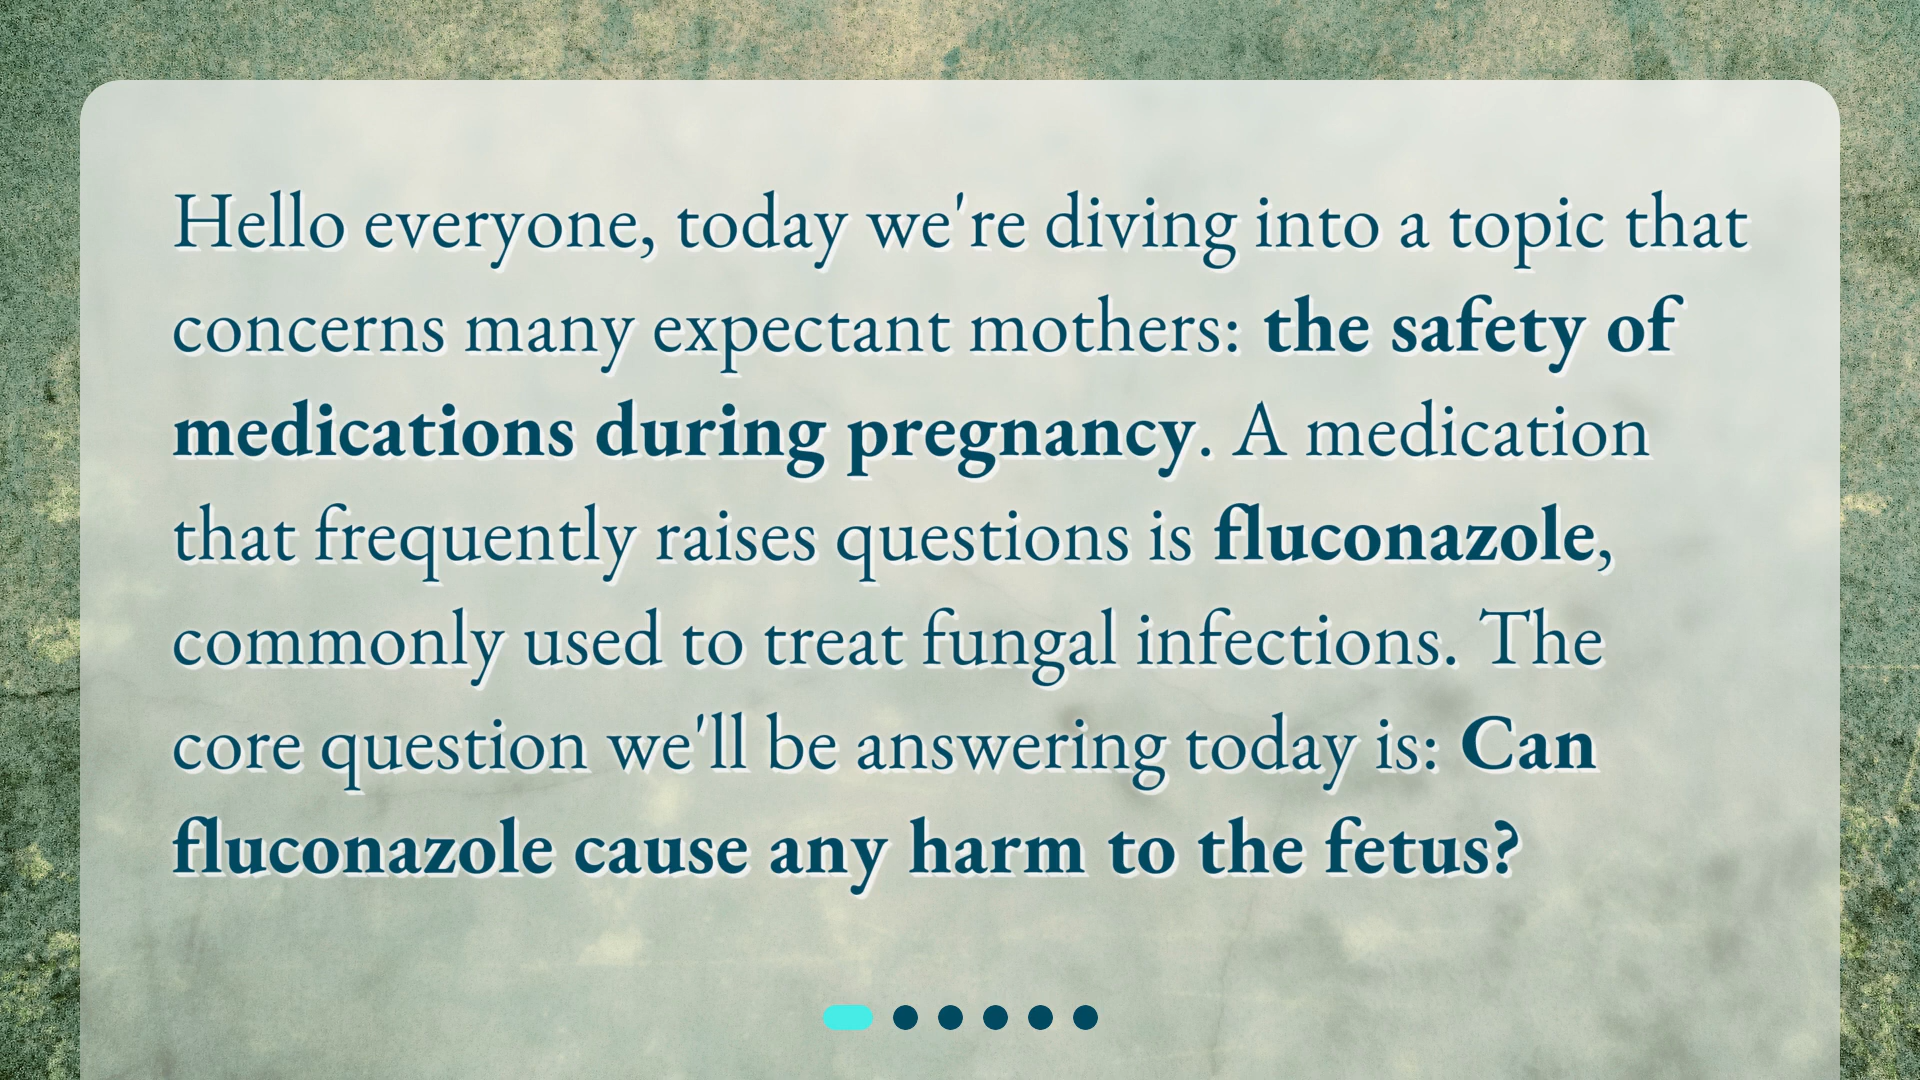 Hello everyone, today we're diving into a topic that
concerns many expectant mothers: the safety of
medications during pregnancy. A medication
that frequently raises questions is fluconazole,
commonly used to treat fungal infections. The
core question we'll be answering today is: Can
fluconazole cause any harm to the fetus?